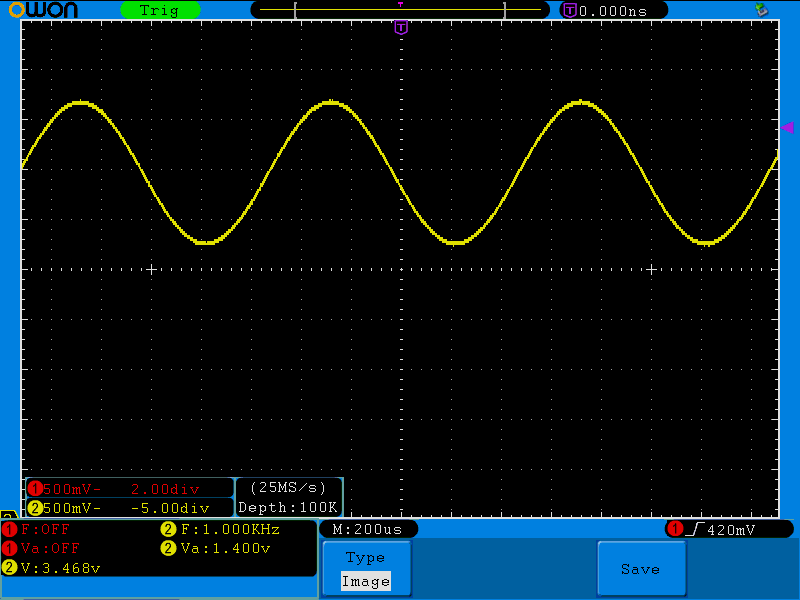 OWON Trig T 0.000ns
T
T
1 500mV- 2.00div (25MS/s)
2 500mV- -5.00div Depth:100K
2
1 F:OFF 2 F:1.000KHz M:200us 1 420mV
1 Va:OFF 2 Va:1.400v
2 V:3.468v
Type
Image
Save